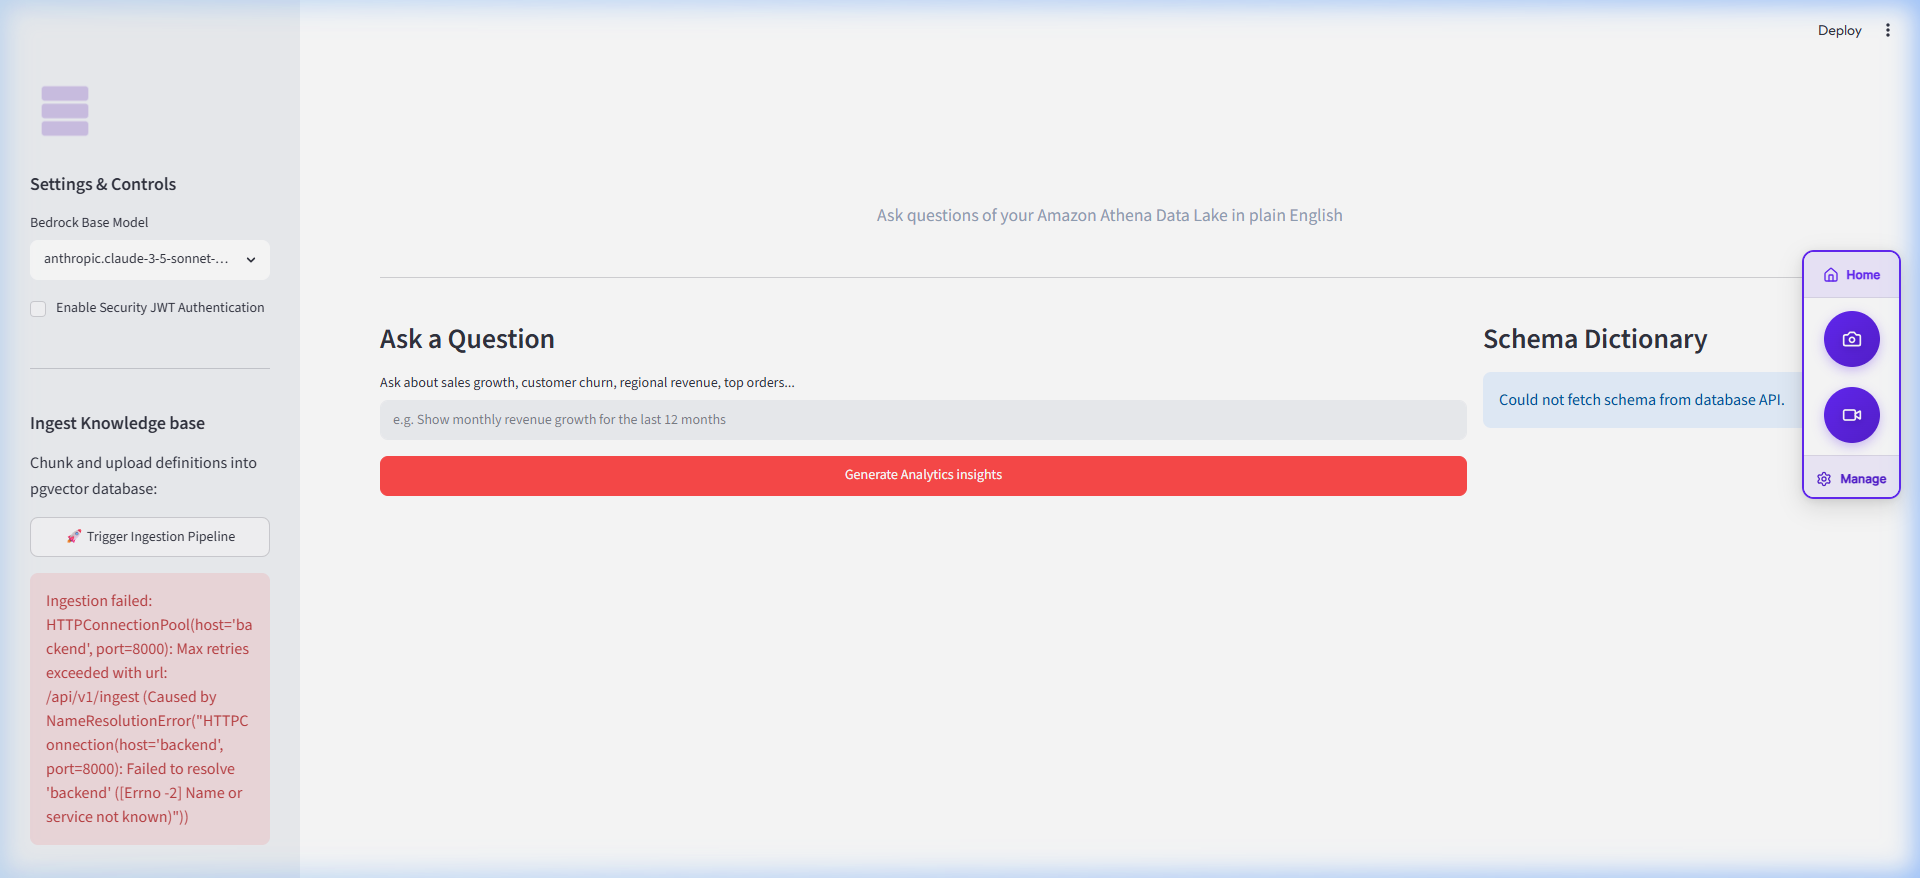 Deploy
Settings & Controls
Bedrock Base Model
anthropic.claude-3-5-sonnet-...
Enable Security JWT Authentication
Ingest Knowledge base
Chunk and upload definitions into
pgvector database:
🚀 Trigger Ingestion Pipeline
Ingestion failed:
HTTPConnectionPool(host='ba
ckend', port=8000): Max retries
exceeded with url:
/api/v1/ingest (Caused by
NameResolutionError("HTTPC
onnection(host='backend',
port=8000): Failed to resolve
'backend' ([Errno -2] Name or
service not known)"))
Ask questions of your Amazon Athena Data Lake in plain English
Ask a Question
Ask about sales growth, customer churn, regional revenue, top orders...
e.g. Show monthly revenue growth for the last 12 months
Generate Analytics insights
Schema Dictionary
Could not fetch schema from database API.
Home
Manage